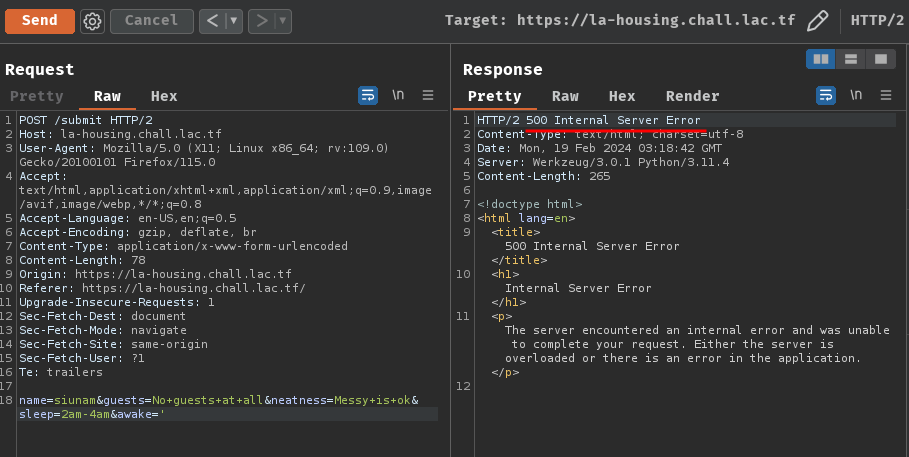 Send Cancel < ▼ > ▼ Target: https://la-housing.chall.lac.tf HTTP/2
Request
Pretty Raw Hex \n
1 POST /submit HTTP/2
2 Host: la-housing.chall.lac.tf
3 User-Agent: Mozilla/5.0 (X11; Linux x86_64; rv:109.0)
Gecko/20100101 Firefox/115.0
4 Accept:
text/html,application/xhtml+xml,application/xml;q=0.9,image
/avif,image/webp,*/*;q=0.8
5 Accept-Language: en-US,en;q=0.5
6 Accept-Encoding: gzip, deflate, br
7 Content-Type: application/x-www-form-urlencoded
8 Content-Length: 78
9 Origin: https://la-housing.chall.lac.tf
10 Referer: https://la-housing.chall.lac.tf/
11 Upgrade-Insecure-Requests: 1
12 Sec-Fetch-Dest: document
13 Sec-Fetch-Mode: navigate
14 Sec-Fetch-Site: same-origin
15 Sec-Fetch-User: ?1
16 Te: trailers
17
18 name=siunam&guests=No+guests+at+all&neatness=Messy+is+ok&
sleep=2am-4am&awake='
Response
Pretty Raw Hex Render \n
1 HTTP/2 500 Internal Server Error
2 Content-Type: text/html; charset=utf-8
3 Date: Mon, 19 Feb 2024 03:18:42 GMT
4 Server: Werkzeug/3.0.1 Python/3.11.4
5 Content-Length: 265
6
7 <!doctype html>
8 <html lang=en>
9 <title>
500 Internal Server Error
</title>
10 <h1>
Internal Server Error
</h1>
11 <p>
The server encountered an internal error and was unable
to complete your request. Either the server is
overloaded or there is an error in the application.
</p>
12